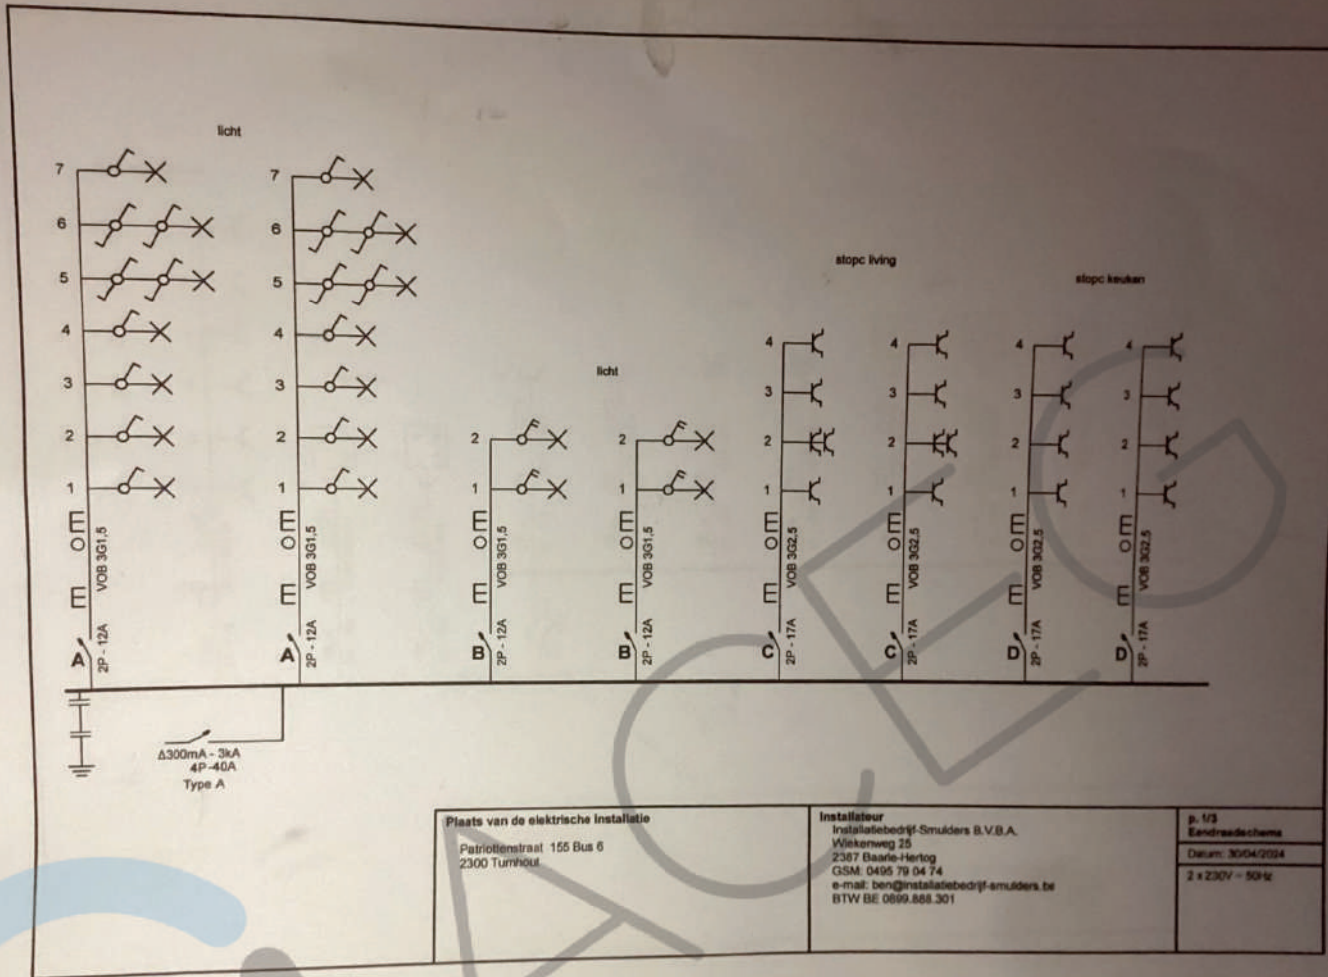 licht
7
6
5
4
3
2
1
VOB 3G1,5
A
2P - 12A
7
6
5
4
3
2
1
VOB 3G1,5
A
2P - 12A
licht
2
1
VOB 3G1,5
B
2P - 12A
2
1
VOB 3G1,5
B
2P - 12A
stopc living
4
3
2
1
VOB 3G2,5
C
2P - 17A
4
3
2
1
VOB 3G2,5
C
2P - 17A
stopc keuken
4
3
2
1
VOB 3G2,5
D
2P - 17A
4
3
2
1
VOB 3G2,5
D
2P - 17A
Δ300mA - 3kA
4P-40A
Type A
Plaats van de elektrische Installatie
Patriottenstraat 155 Bus 6
2300 Turnhout
Installateur
Installatiebedrijf-Smulders B.V.B.A.
Wiekenweg 25
2387 Baarle-Hertog
GSM: 0495 79 04 74
e-mail: ben@installatiebedrijf-smulders.be
BTW BE 0899.888.301
p. 1/3
Eendraadschema
Datum: 30/04/2024
2 x 230V ~ 50Hz
ACEG